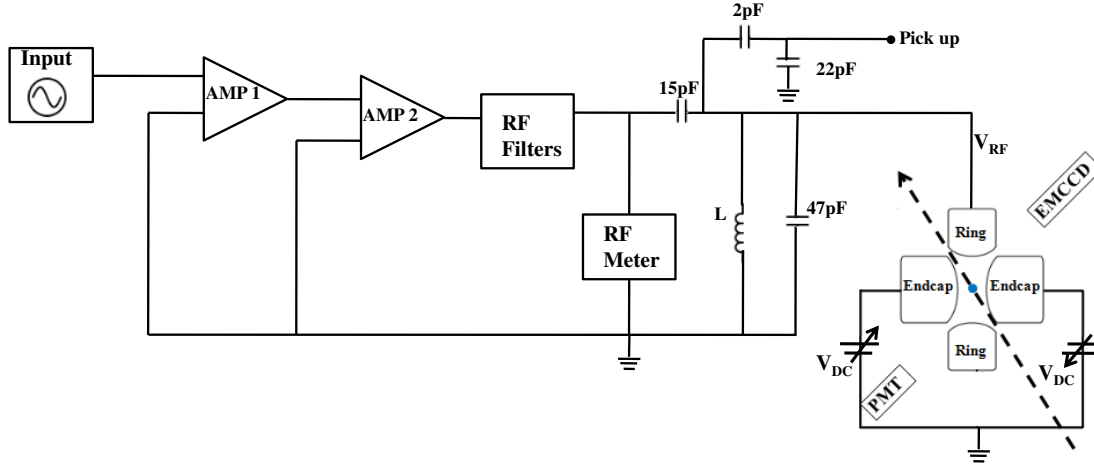 Input
AMP 1
AMP 2
RF
Filters
RF
Meter
15pF
2pF
22pF
Pick up
L
47pF
V_RF
EMCCD
Ring
Endcap
Endcap
Ring
V_DC
V_DC
PMT